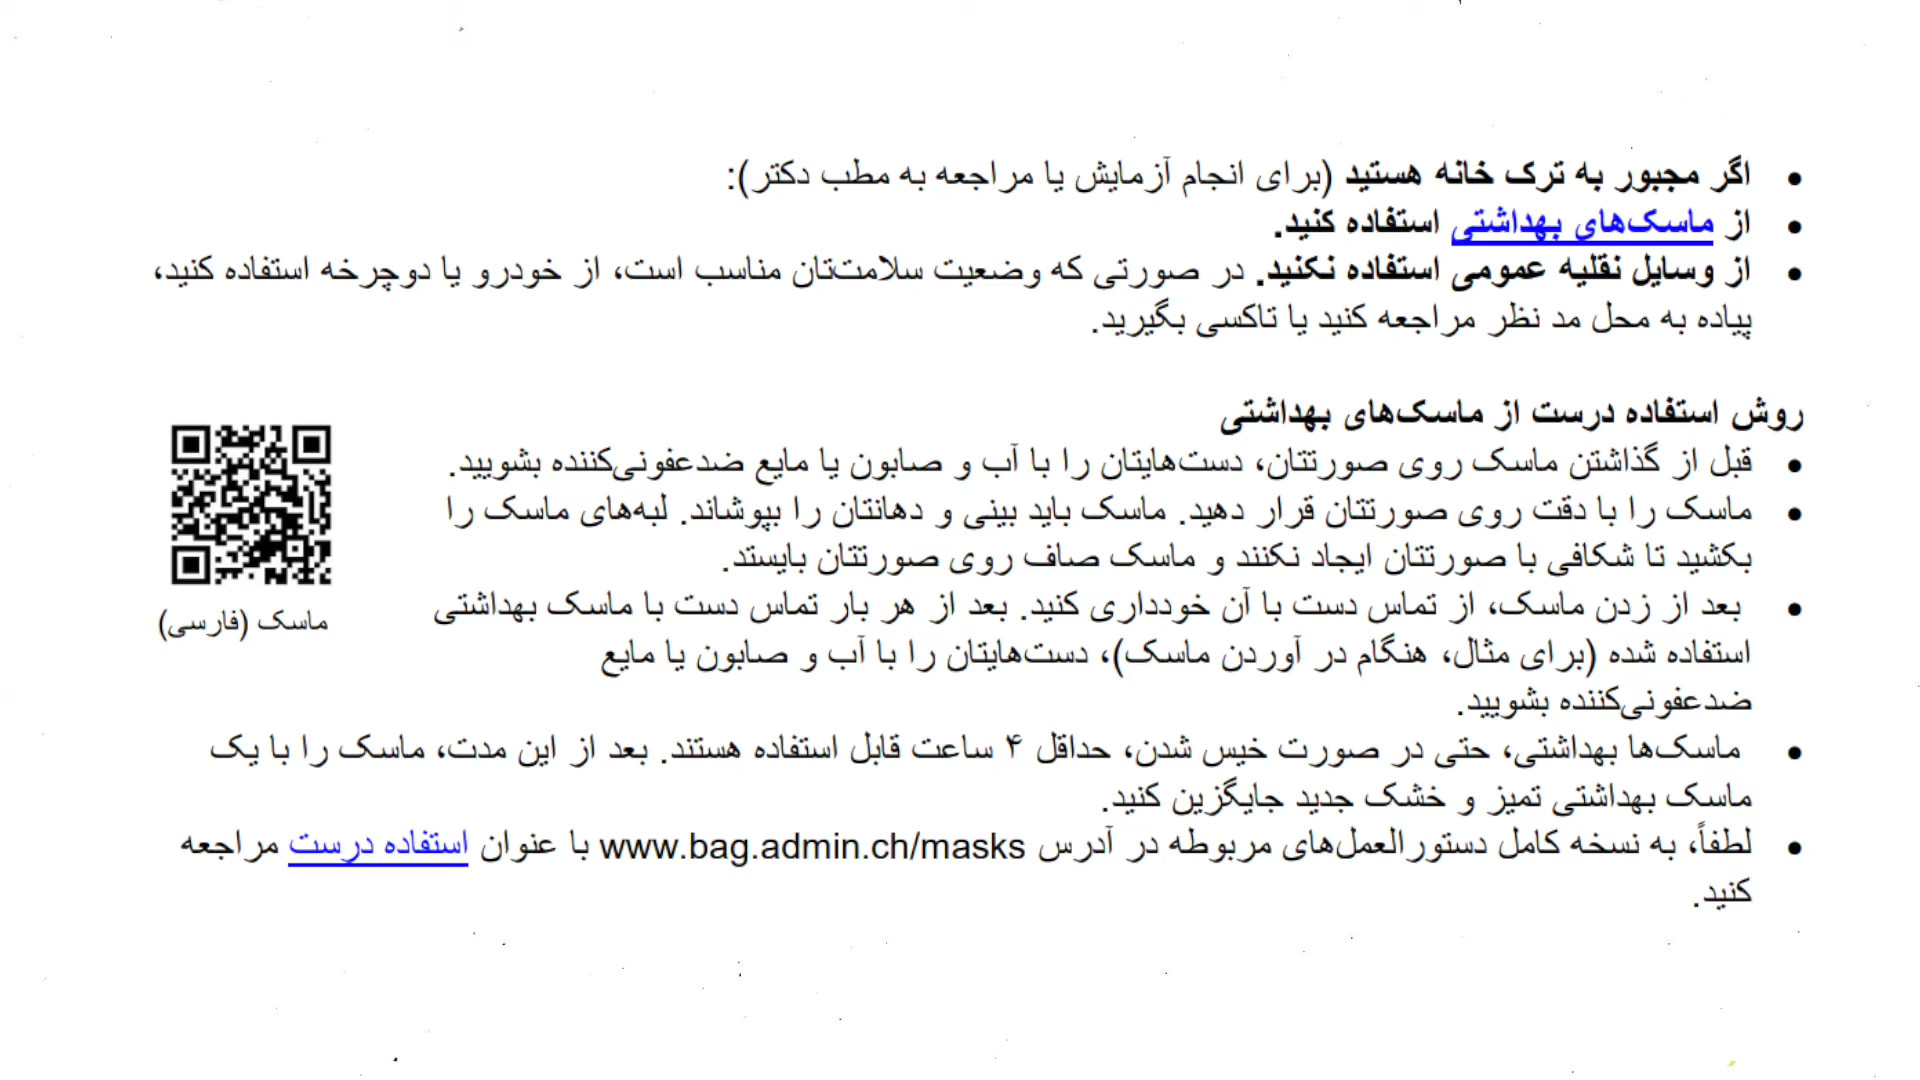 • اگر مجبور به ترک خانه هستید (برای انجام آزمایش یا مراجعه به مطب دکتر):
• از ماسک‌های بهداشتی استفاده کنید.
• از وسایل نقلیه عمومی استفاده نکنید. در صورتی که وضعیت سلامت‌تان مناسب است، از خودرو یا دوچرخه استفاده کنید،
پیاده به محل مد نظر مراجعه کنید یا تاکسی بگیرید.
روش استفاده درست از ماسک‌های بهداشتی
• قبل از گذاشتن ماسک روی صورتتان، دست‌هایتان را با آب و صابون یا مایع ضدعفونی‌کننده بشویید.
• ماسک را با دقت روی صورتتان قرار دهید. ماسک باید بینی و دهانتان را بپوشاند. لبه‌های ماسک را
بکشید تا شکافی با صورتتان ایجاد نکنند و ماسک صاف روی صورتتان بایستد.
• بعد از زدن ماسک، از تماس دست با آن خودداری کنید. بعد از هر بار تماس دست با ماسک بهداشتی
استفاده شده (برای مثال، هنگام در آوردن ماسک)، دست‌هایتان را با آب و صابون یا مایع
ضدعفونی‌کننده بشویید.
• ماسک‌ها بهداشتی، حتی در صورت خیس شدن، حداقل ۴ ساعت قابل استفاده هستند. بعد از این مدت، ماسک را با یک
ماسک بهداشتی تمیز و خشک جدید جایگزین کنید.
• لطفاً، به نسخه کامل دستورالعمل‌های مربوطه در آدرس www.bag.admin.ch/masks با عنوان استفاده درست مراجعه
کنید.
ماسک (فارسی)